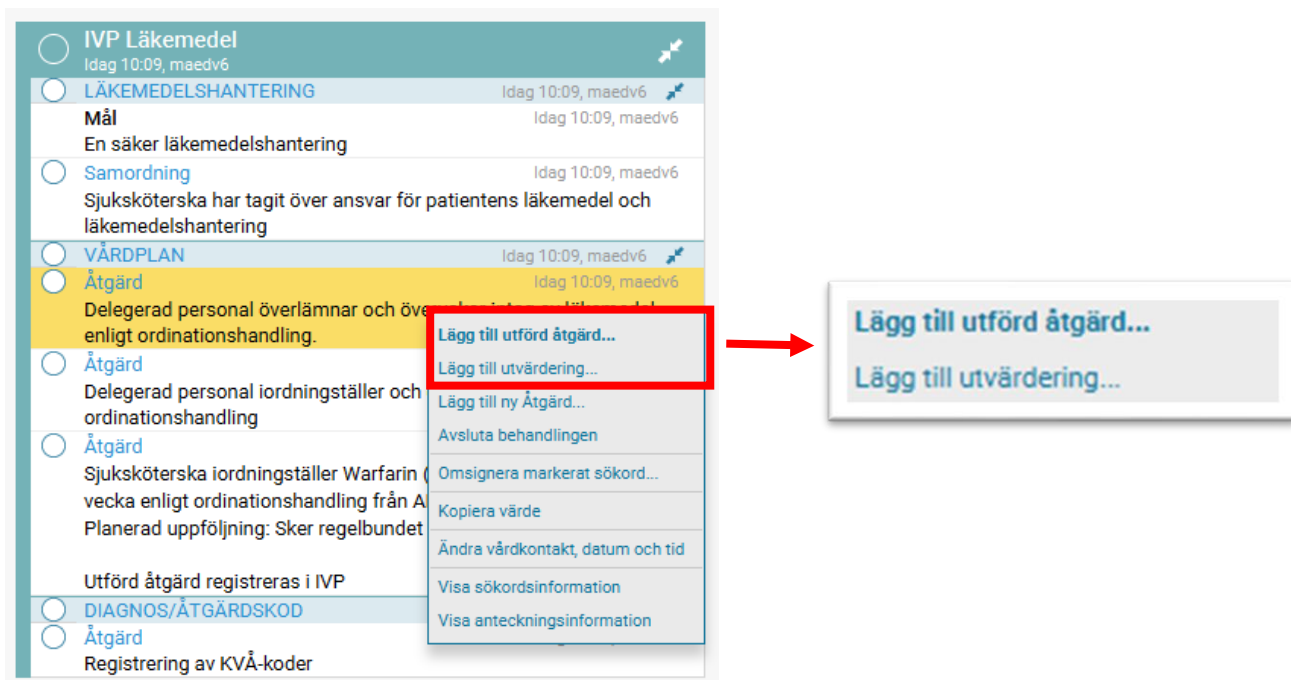 IVP Läkemedel
Idag 10:09, maedv6
LÄKEMEDELSHANTERING Idag 10:09, maedv6
Mål Idag 10:09, maedv6
En säker läkemedelshantering
Samordning Idag 10:09, maedv6
Sjuksköterska har tagit över ansvar för patientens läkemedel och
läkemedelshantering
VÅRDPLAN Idag 10:09, maedv6
Åtgärd Idag 10:09, maedv6
Delegerad personal överlämnar och övervakar intag av läkemedel
enligt ordinationshandling.
Åtgärd
Delegerad personal iordningställer och
ordinationshandling
Åtgärd
Sjuksköterska iordningställer Warfarin (
vecka enligt ordinationshandling från
Planerad uppföljning: Sker regelbundet
Utförd åtgärd registreras i IVP
DIAGNOS/ÅTGÄRDSKOD
Åtgärd
Registrering av KVÅ-koder
Lägg till utförd åtgärd...
Lägg till utvärdering...
Lägg till ny Åtgärd...
Avsluta behandlingen
Omsignera markerat sökord...
Kopiera värde
Ändra vårdkontakt, datum och tid
Visa sökordsinformation
Visa anteckningsinformation
Lägg till utförd åtgärd...
Lägg till utvärdering...